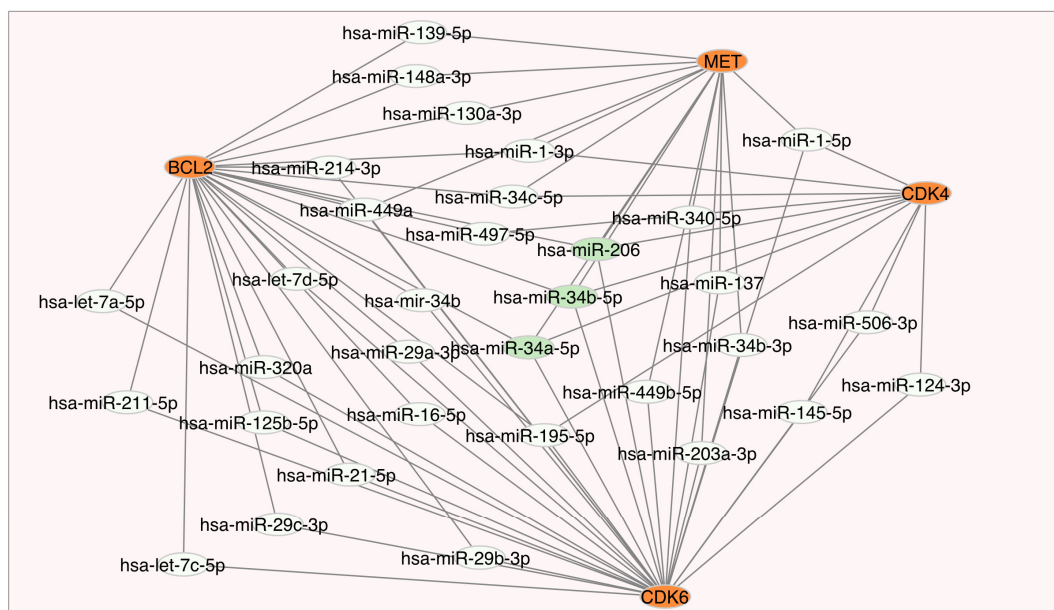 hsa-miR-139-5p
MET
hsa-miR-148a-3p
hsa-miR-130a-3p
hsa-miR-1-5p
hsa-miR-1-3p
BCL2
hsa-miR-214-3p
CDK4
hsa-miR-34c-5p
hsa-miR-449a
hsa-miR-340-5p
hsa-miR-497-5p
hsa-miR-206
hsa-let-7d-5p
hsa-miR-137
hsa-let-7a-5p
hsa-mir-34b
hsa-miR-34b-5p
hsa-miR-506-3p
hsa-miR-29a-3p
hsa-miR-34a-5p
hsa-miR-34b-3p
hsa-miR-320a
hsa-miR-124-3p
hsa-miR-449b-5p
hsa-miR-211-5p
hsa-miR-16-5p
hsa-miR-145-5p
hsa-miR-125b-5p
hsa-miR-195-5p
hsa-miR-203a-3p
hsa-miR-21-5p
hsa-miR-29c-3p
hsa-miR-29b-3p
hsa-let-7c-5p
CDK6